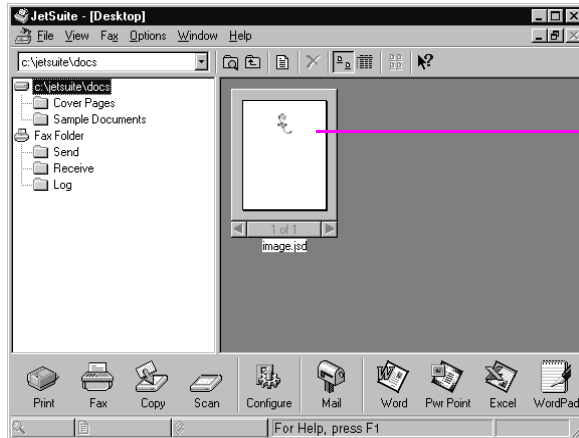 JetSuite - [Desktop]
File View Fax Options Window Help
c:\jetsuite\docs
c:\jetsuite\docs
Cover Pages
Sample Documents
Fax Folder
Send
Receive
Log
1 of 1
image.jsd
Print Fax Copy Scan Configure Mail Word Pwr Point Excel WordPad
For Help, press F1